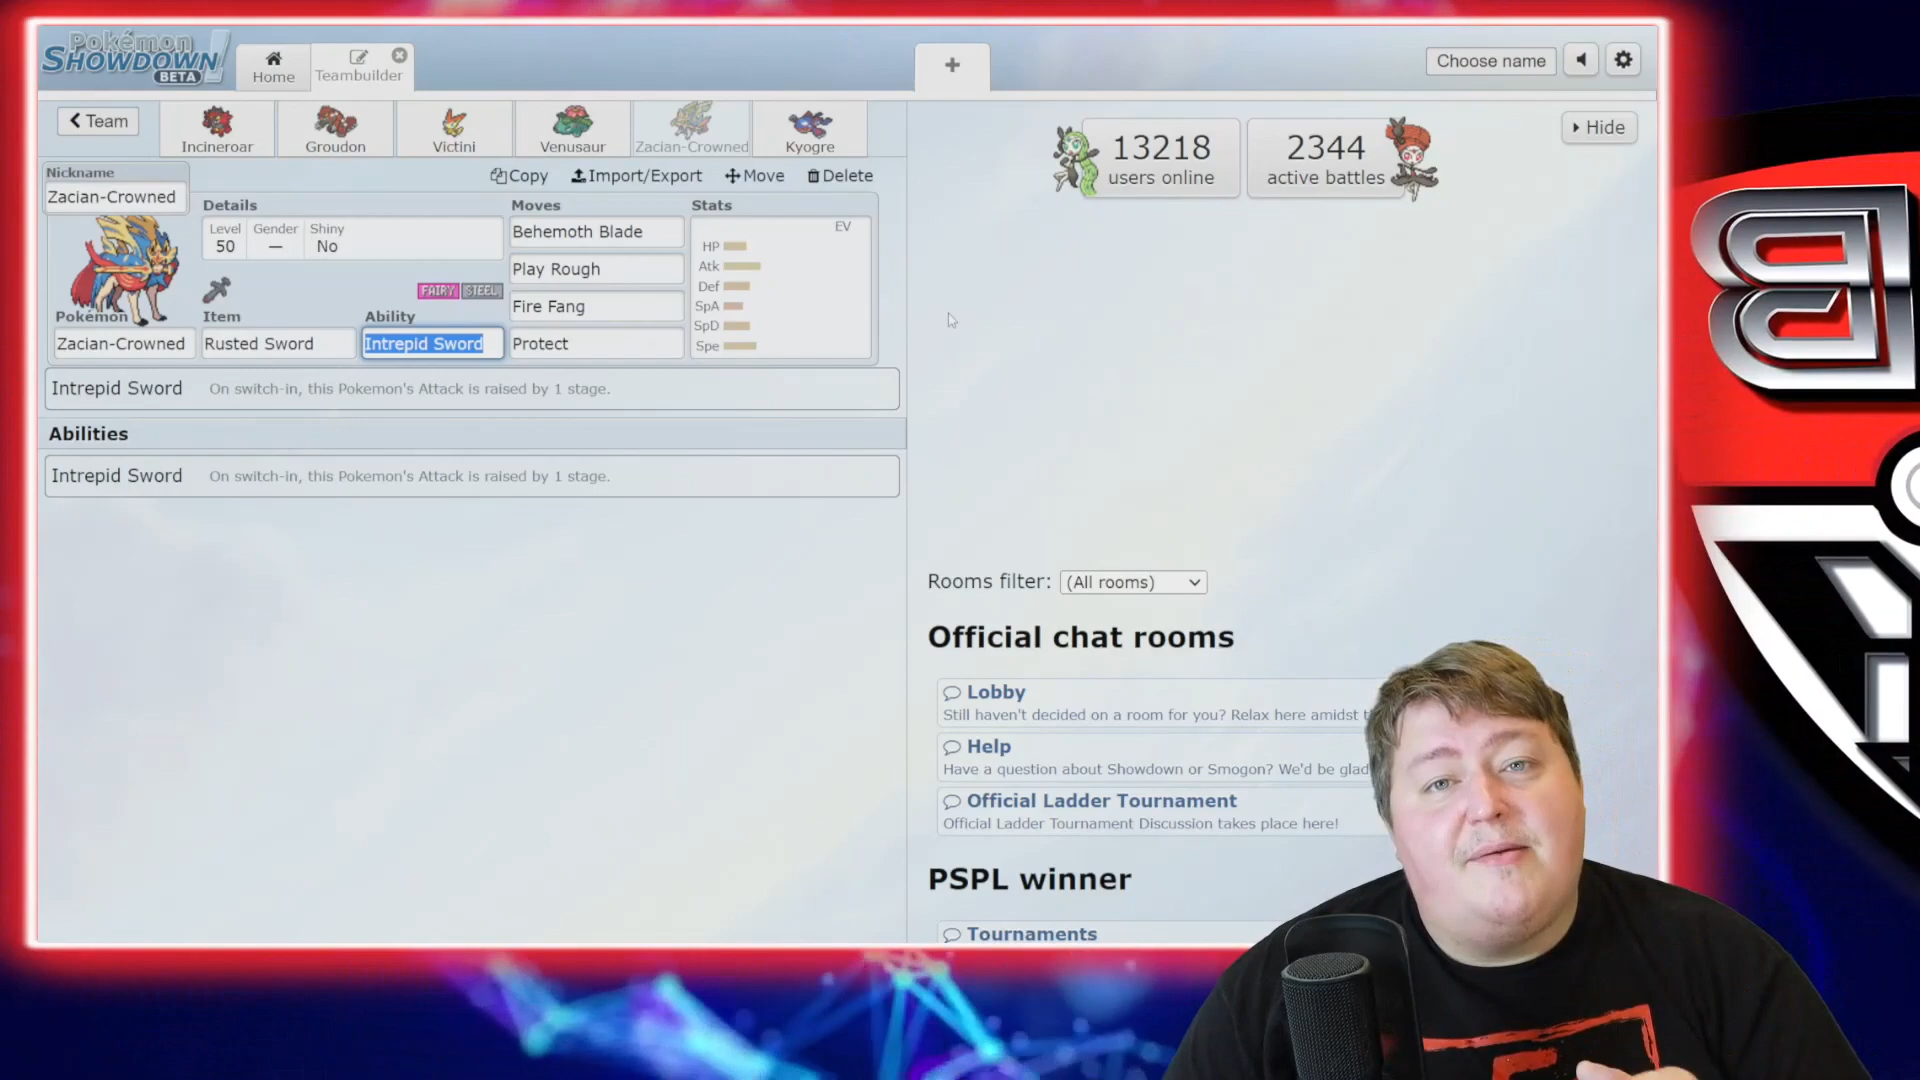 Pokémon
SHOWDOWN!
BETA
Home
Teambuilder
+
Choose name
Team
Incineroar
Groudon
Victini
Venusaur
Zacian-Crowned
Kyogre
13218
users online
2344
active battles
Hide
Nickname
Zacian-Crowned
Copy
Import/Export
Move
Delete
Details
Level
50
Gender
—
Shiny
No
FAIRY STEEL
Pokémon
Zacian-Crowned
Item
Rusted Sword
Ability
Intrepid Sword
Moves
Behemoth Blade
Play Rough
Fire Fang
Protect
Stats
EV
HP
Atk
Def
SpA
SpD
Spe
Intrepid Sword On switch-in, this Pokemon's Attack is raised by 1 stage.
Abilities
Intrepid Sword On switch-in, this Pokemon's Attack is raised by 1 stage.
Rooms filter: (All rooms)
Official chat rooms
Lobby
Still haven't decided on a room for you? Relax here amidst
Help
Have a question about Showdown or Smogon? We'd be glad
Official Ladder Tournament
Official Ladder Tournament Discussion takes place here!
PSPL winner
Tournaments